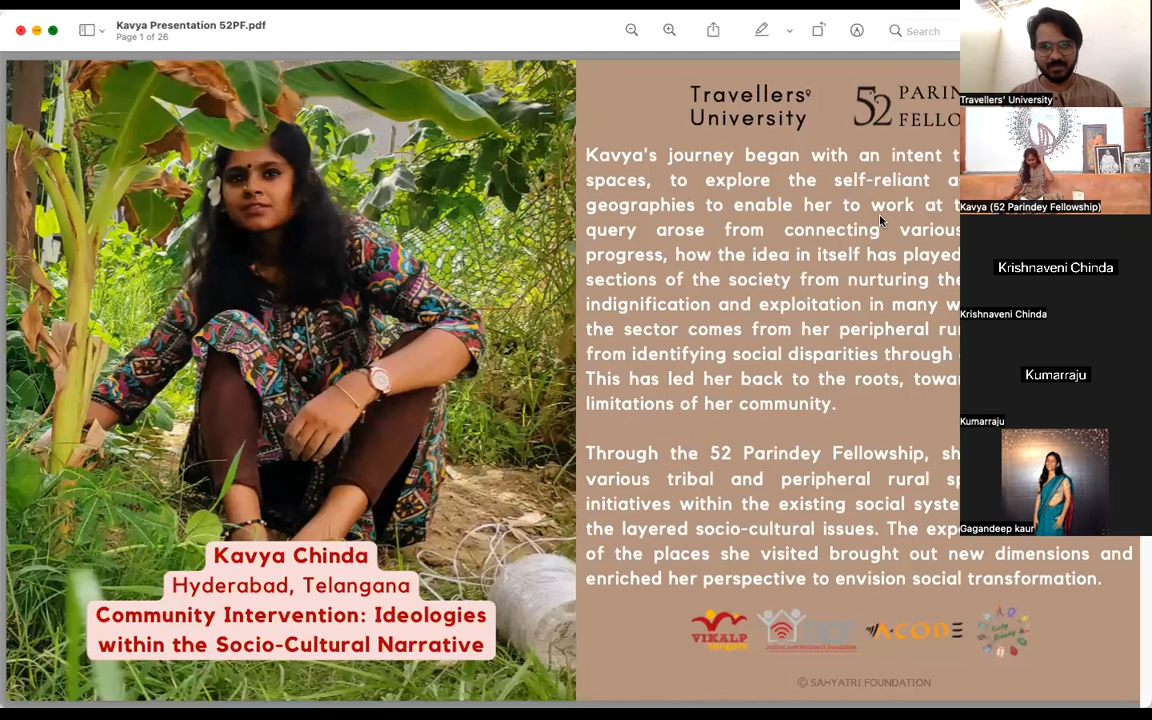 Kavya Presentation 52PF.pdf
Page 1 of 26
Search
Travellers'
University
52 PARIN
FELLO
Kavya's journey began with an intent t
spaces, to explore the self-reliant a
geographies to enable her to work at t
query arose from connecting various
progress, how the idea in itself has played
sections of the society from nurturing the
indignification and exploitation in many w
the sector comes from her peripheral ru
from identifying social disparities through
This has led her back to the roots, towar
limitations of her community.
Through the 52 Parindey Fellowship, sh
various tribal and peripheral rural sp
initiatives within the existing social syste
the layered socio-cultural issues. The exp
of the places she visited brought out new dimensions and
enriched her perspective to envision social transformation.
Kavya Chinda
Hyderabad, Telangana
Community Intervention: Ideologies
within the Socio-Cultural Narrative
VIKALP
ACODE
© SAHYATRI FOUNDATION
Travellers' University
Kavya (52 Parindey Fellowship)
Krishnaveni Chinda
Krishnaveni Chinda
Kumarraju
Kumarraju
Gagandeep kaur